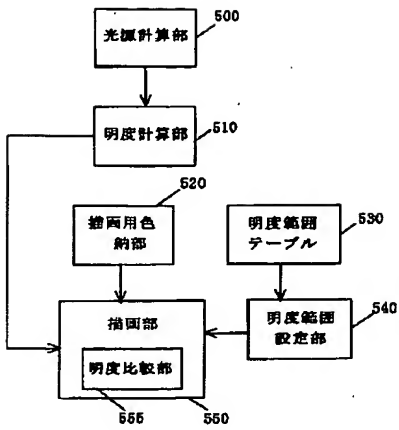 光源計算部
500
明度計算部
510
520
描画用色
納部
明度範囲
テーブル
530
描画部
明度比較部
明度範囲
設定部
540
555
550